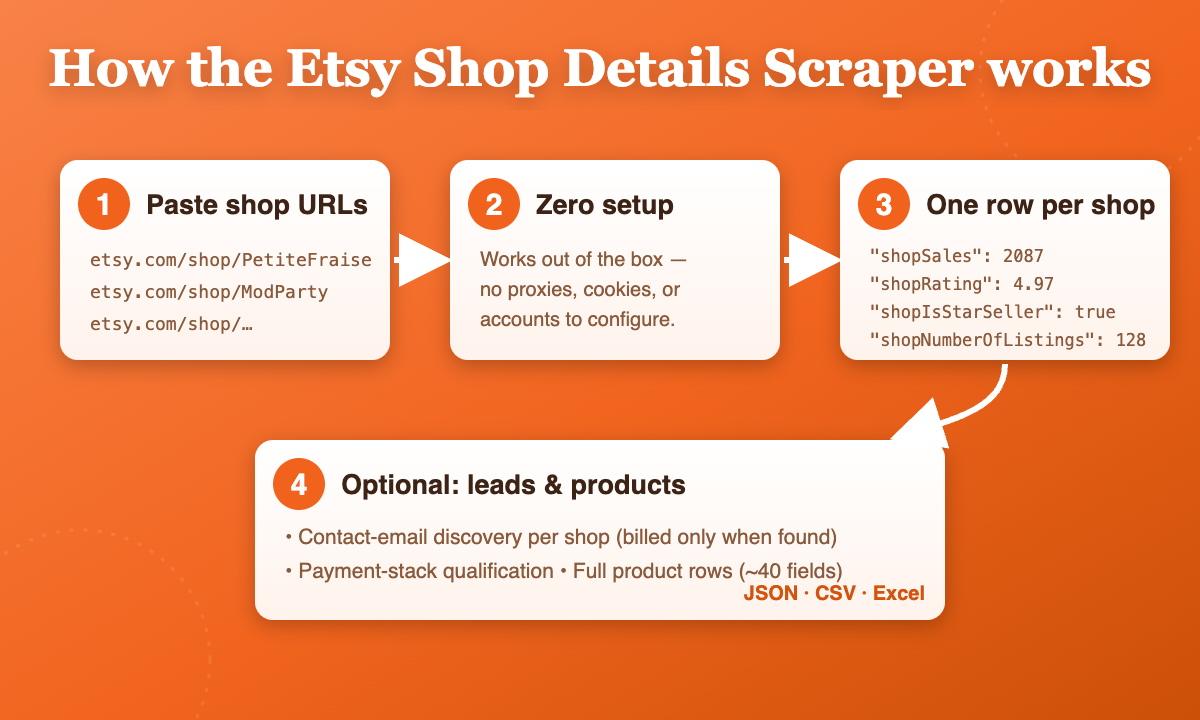 How the Etsy Shop Details Scraper works
1 Paste shop URLs
etsy.com/shop/PetiteFraise
etsy.com/shop/ModParty
etsy.com/shop/…
2 Zero setup
Works out of the box —
no proxies, cookies, or
accounts to configure.
3 One row per shop
"shopSales": 2087
"shopRating": 4.97
"shopIsStarSeller": true
"shopNumberOfListings": 128
4 Optional: leads & products
• Contact-email discovery per shop (billed only when found)
• Payment-stack qualification • Full product rows (~40 fields)
JSON · CSV · Excel